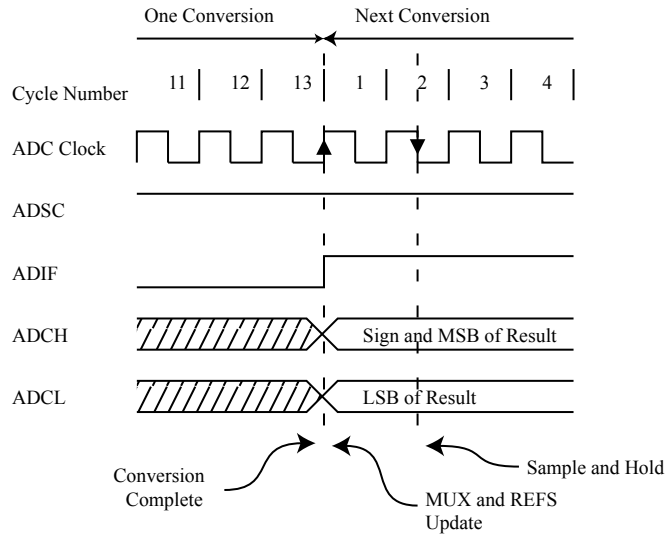 One Conversion Next Conversion
Cycle Number 11 12 13 1 2 3 4
ADC Clock
ADSC
ADIF
ADCH Sign and MSB of Result
ADCL LSB of Result
Sample and Hold
Conversion
Complete
MUX and REFS
Update